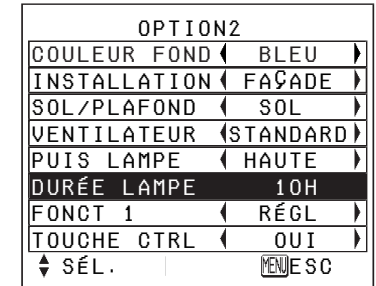 OPTION2
COULEUR FOND BLEU
INSTALLATION FAÇADE
SOL/PLAFOND SOL
VENTILATEUR STANDARD
PUIS LAMPE HAUTE
DURÉE LAMPE 10H
FONCT 1 RÉGL
TOUCHE CTRL OUI
SÉL. MENU ESC